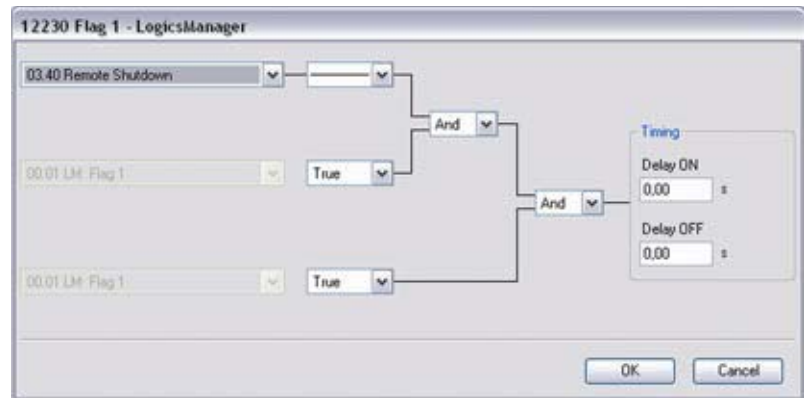 12230 Flag 1 - LogicsManager
03.40 Remote Shutdown
And
Timing
Delay ON
00.01 LM: Flag 1
True
0,00 s
And
Delay OFF
0,00 s
00.01 LM: Flag 1
True
OK
Cancel